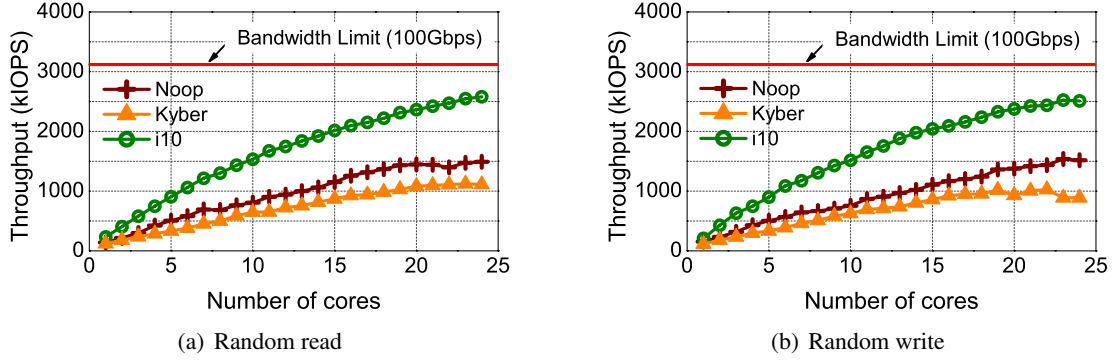 4000
3000
2000
1000
0
Throughput (kIOPS)
Bandwidth Limit (100Gbps)
Noop
Kyber
i10
0 5 10 15 20 25
Number of cores
(a) Random read
4000
3000
2000
1000
0
Throughput (kIOPS)
Bandwidth Limit (100Gbps)
Noop
Kyber
i10
0 5 10 15 20 25
Number of cores
(b) Random write